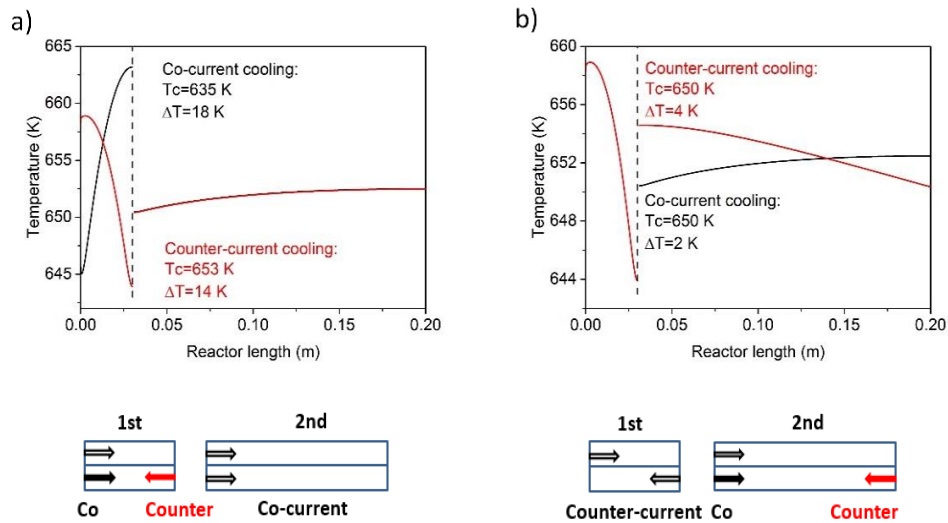 a)
665
660
655
650
645
Temperature (K)
Co-current cooling:
Tc=635 K
ΔT=18 K
Counter-current cooling:
Tc=653 K
ΔT=14 K
0.00 0.05 0.10 0.15 0.20
Reactor length (m)
1st 2nd
Co Counter Co-current
b)
660
656
652
648
644
Temperature (K)
Counter-current cooling:
Tc=650 K
ΔT=4 K
Co-current cooling:
Tc=650 K
ΔT=2 K
0.00 0.05 0.10 0.15 0.20
Reactor length (m)
1st 2nd
Counter-current Co Counter